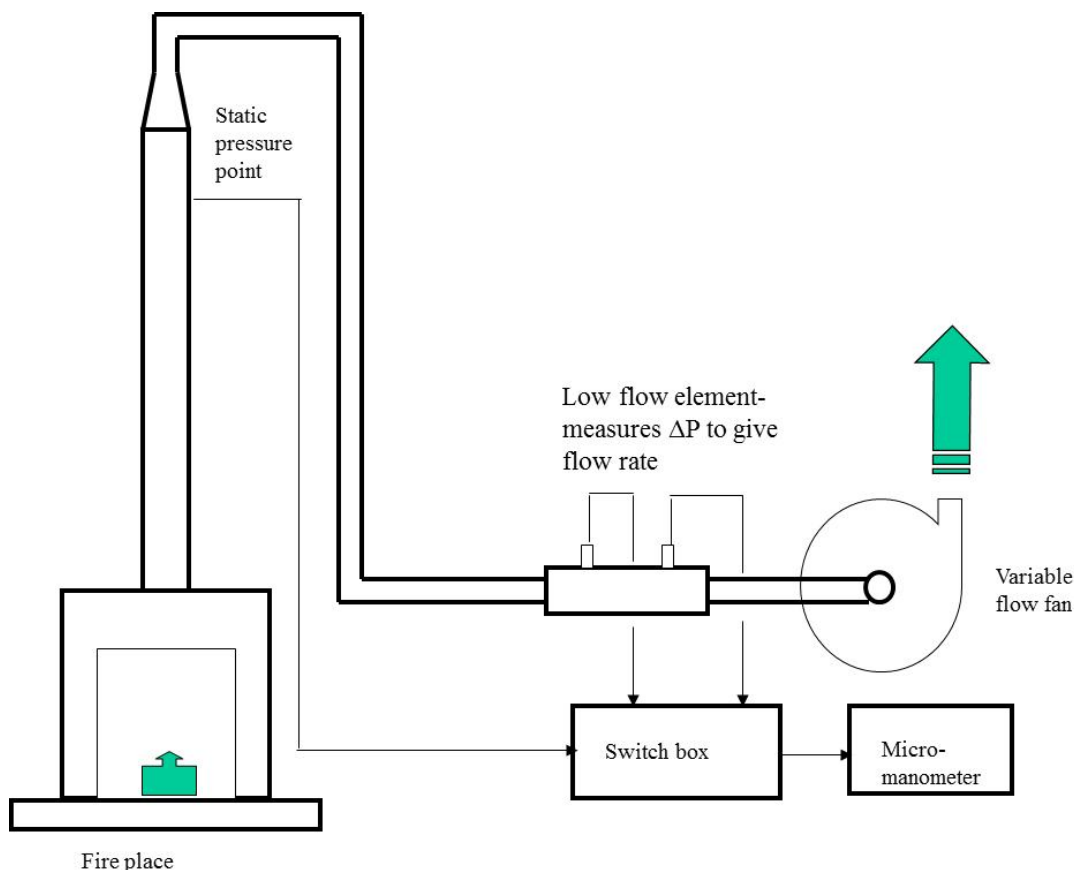 Static
pressure
point
Low flow element-
measures ΔP to give
flow rate
Variable
flow fan
Switch box
Micro-
manometer
Fire place